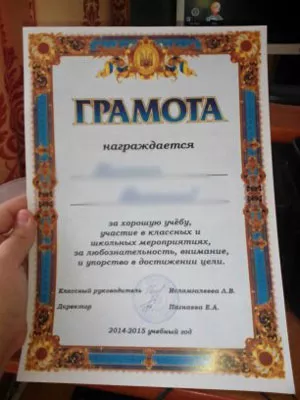 ГРАМОТА
награждается
за хорошую учёбу,
участие в классных и
школьных мероприятиях,
за любознательность, внимание,
и упорство в достижении цели.
Классный руководитель Исламгалеева Л.В.
Директор Е.А.
2014-2015 учебный год